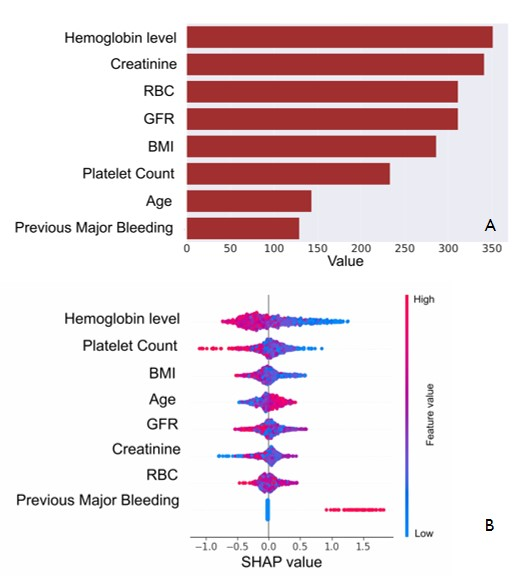 Hemoglobin level
Creatinine
RBC
GFR
BMI
Platelet Count
Age
Previous Major Bleeding
0 50 100 150 200 250 300 350
Value
A
Hemoglobin level
Platelet Count
BMI
Age
GFR
Creatinine
RBC
Previous Major Bleeding
−1.0 −0.5 0.0 0.5 1.0 1.5
SHAP value
High
Feature value
Low
B